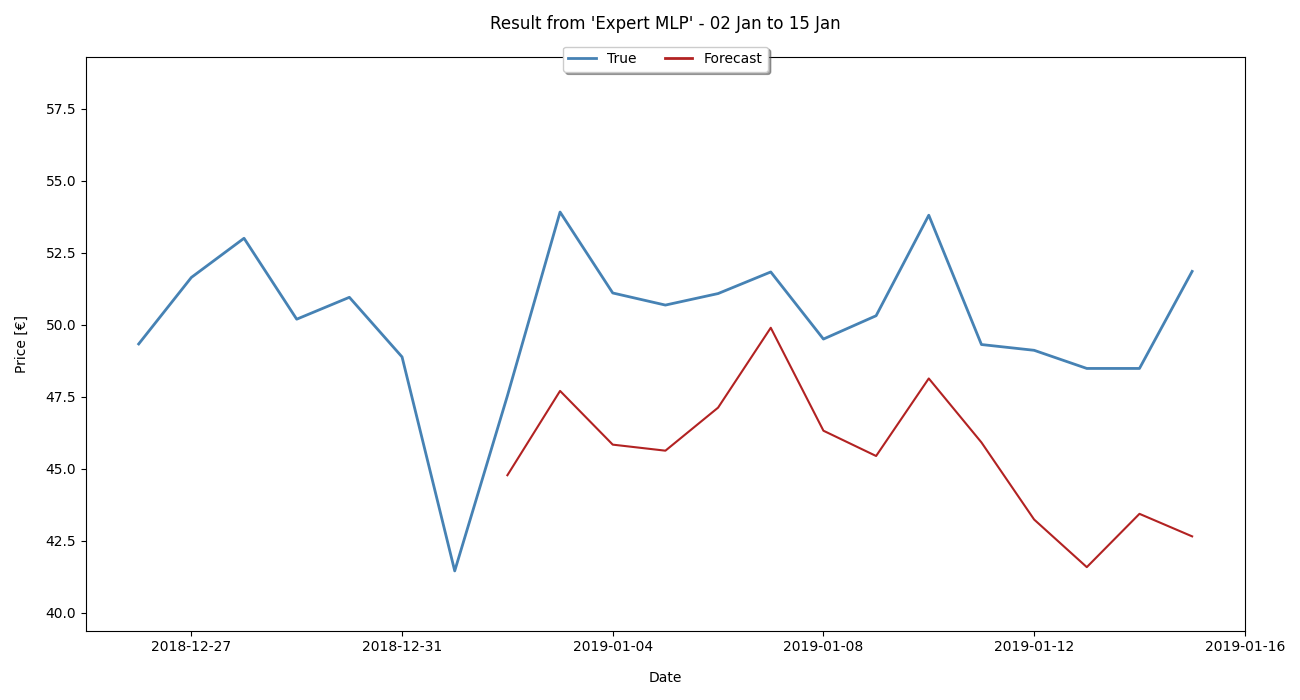 Result from 'Expert MLP' - 02 Jan to 15 Jan
True Forecast
57.5
55.0
52.5
50.0
47.5
45.0
42.5
40.0
Price [€]
2018-12-27 2018-12-31 2019-01-04 2019-01-08 2019-01-12 2019-01-16
Date